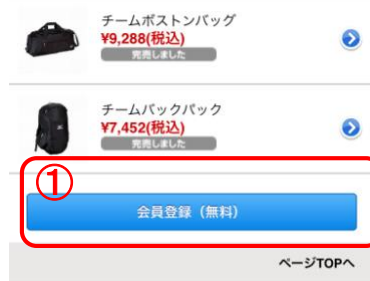 チームボストンバッグ
¥9,288(税込)
完売しました
チームバックパック
¥7,452(税込)
完売しました
①
会員登録（無料）
ページTOPへ